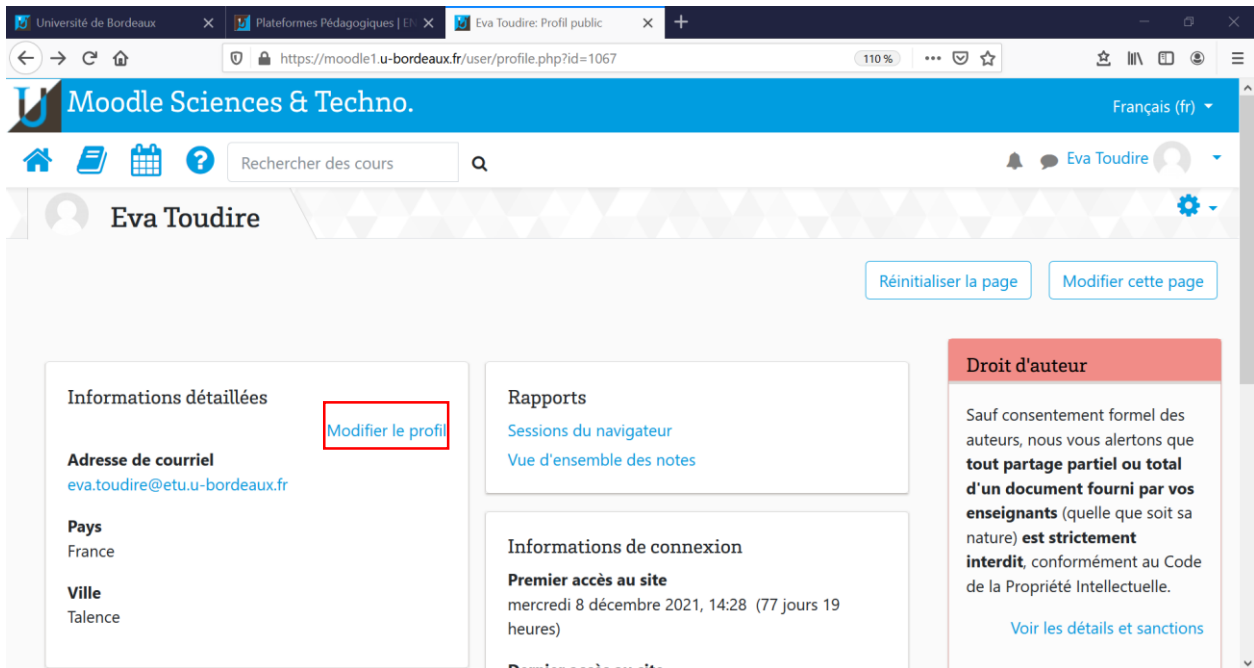 Université de Bordeaux
Plateformes Pédagogiques | EN
Eva Toudire: Profil public
https://moodle1.u-bordeaux.fr/user/profile.php?id=1067
110 %
Moodle Sciences & Techno.
Français (fr)
Rechercher des cours
Eva Toudire
Eva Toudire
Réinitialiser la page
Modifier cette page
Informations détaillées
Modifier le profil
Adresse de courriel
eva.toudire@etu.u-bordeaux.fr
Pays
France
Ville
Talence
Rapports
Sessions du navigateur
Vue d'ensemble des notes
Informations de connexion
Premier accès au site
mercredi 8 décembre 2021, 14:28 (77 jours 19
heures)
Droit d'auteur
Sauf consentement formel des
auteurs, nous vous alertons que
tout partage partiel ou total
d'un document fourni par vos
enseignants (quelle que soit sa
nature) est strictement
interdit, conformément au Code
de la Propriété Intellectuelle.
Voir les détails et sanctions